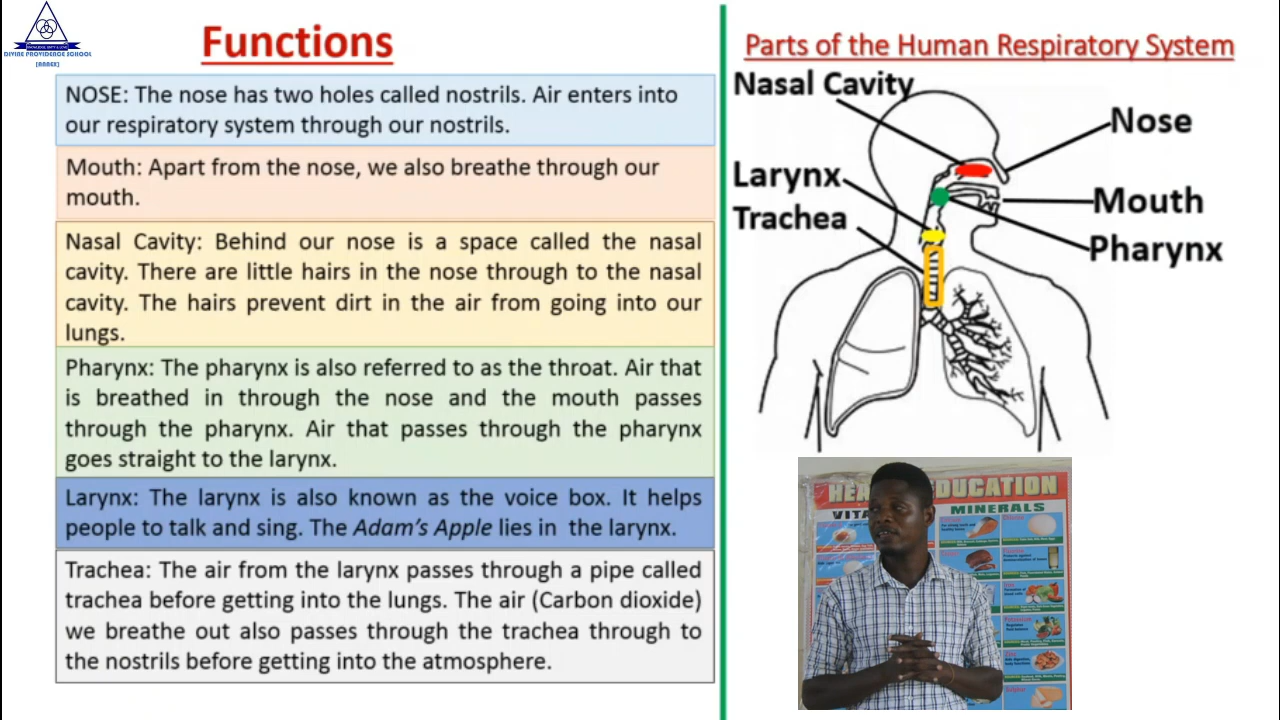 DIVINE PROVIDENCE SCHOOL
[ANNEX]
Functions
NOSE: The nose has two holes called nostrils. Air enters into
our respiratory system through our nostrils.
Mouth: Apart from the nose, we also breathe through our
mouth.
Nasal Cavity: Behind our nose is a space called the nasal
cavity. There are little hairs in the nose through to the nasal
cavity. The hairs prevent dirt in the air from going into our
lungs.
Pharynx: The pharynx is also referred to as the throat. Air that
is breathed in through the nose and the mouth passes
through the pharynx. Air that passes through the pharynx
goes straight to the larynx.
Larynx: The larynx is also known as the voice box. It helps
people to talk and sing. The Adam's Apple lies in the larynx.
Trachea: The air from the larynx passes through a pipe called
trachea before getting into the lungs. The air (Carbon dioxide)
we breathe out also passes through the trachea through to
the nostrils before getting into the atmosphere.
Parts of the Human Respiratory System
Nasal Cavity
Nose
Larynx
Mouth
Trachea
Pharynx
DUCATION
MINERALS